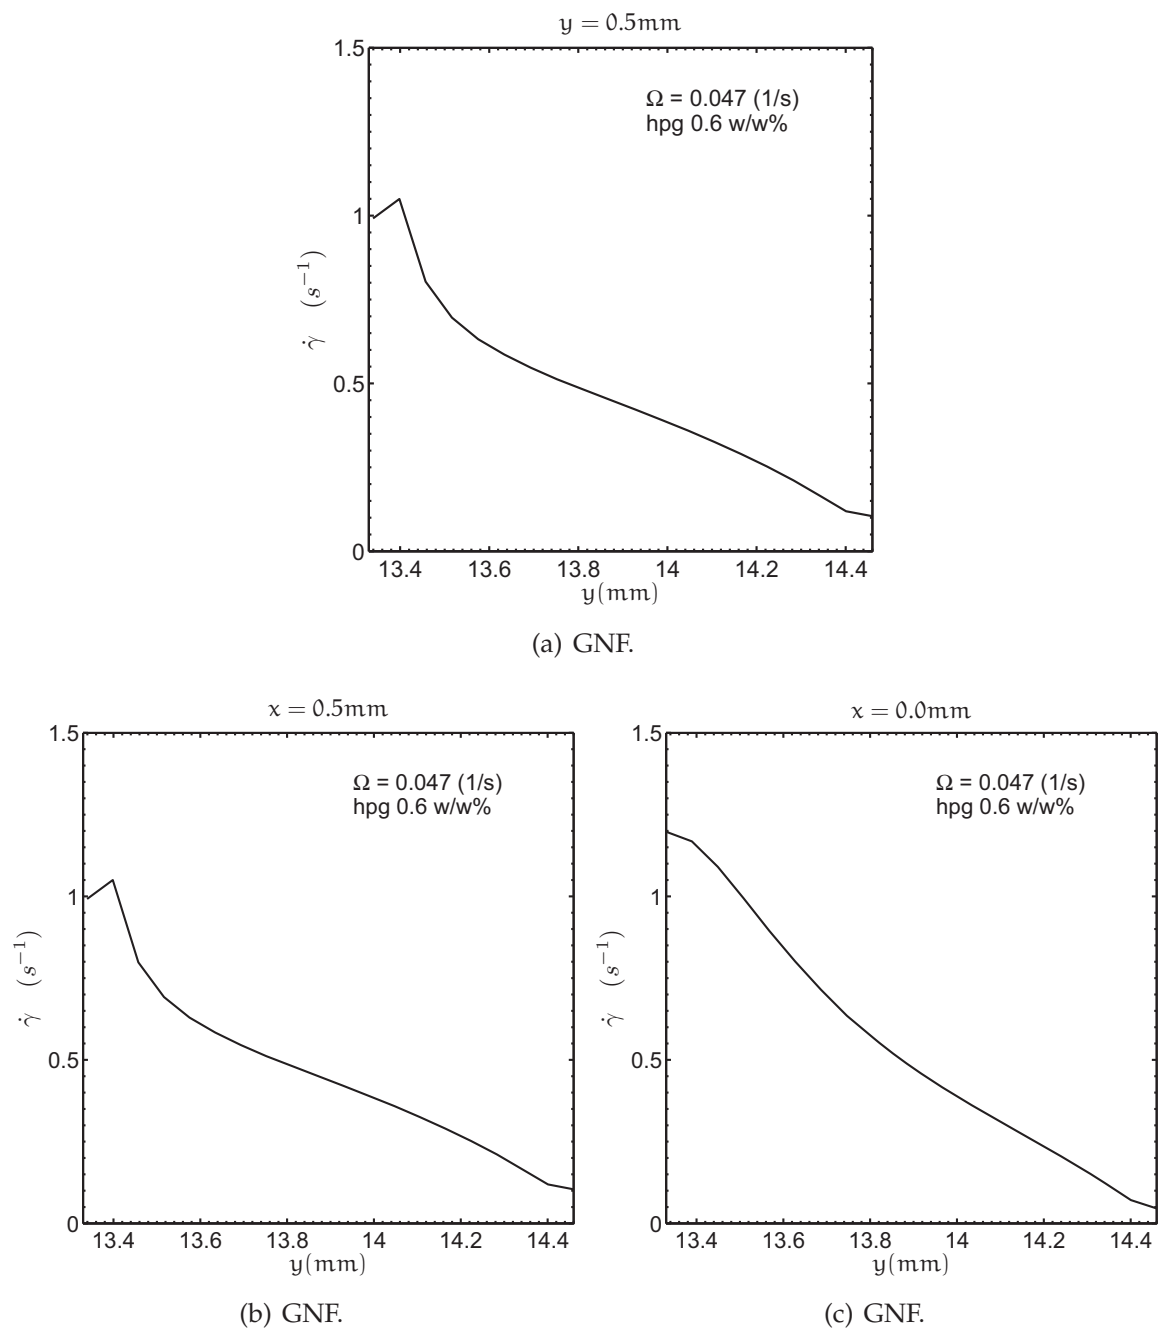 y = 0.5mm
1.5
Ω = 0.047 (1/s)
hpg 0.6 w/w%
1
γ̇ (s⁻¹)
0.5
0
13.4 13.6 13.8 14 14.2 14.4
y(mm)
(a) GNF.
x = 0.5mm
1.5
Ω = 0.047 (1/s)
hpg 0.6 w/w%
1
γ̇ (s⁻¹)
0.5
0
13.4 13.6 13.8 14 14.2 14.4
y(mm)
(b) GNF.
x = 0.0mm
1.5
Ω = 0.047 (1/s)
hpg 0.6 w/w%
1
γ̇ (s⁻¹)
0.5
0
13.4 13.6 13.8 14 14.2 14.4
y(mm)
(c) GNF.